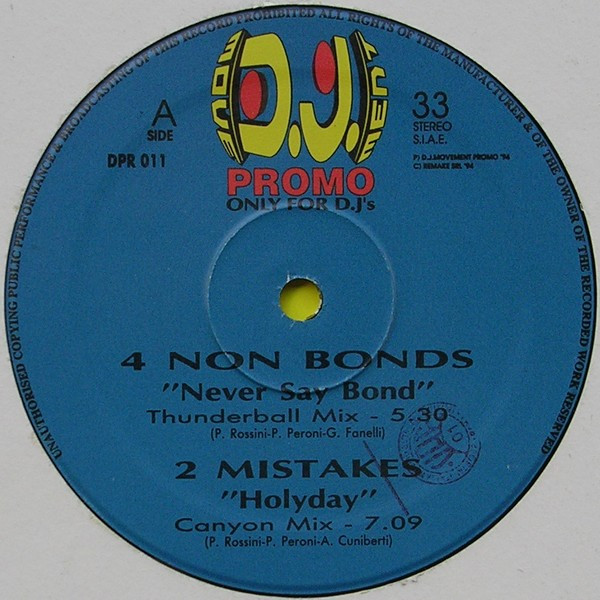 UNAUTHORISED COPYING PUBLIC PERFORMANCE & BROADCASTING OF THIS RECORD PROHIBITED ALL RIGHTS OF THE MANUFACTURER & OF THE OWNER OF THE RECORDED WORK RESERVED
D.J.
MOVE
MENT
PROMO
ONLY FOR D.J's
A
SIDE
DPR 011
33
STEREO
S.I.A.E.
P) D.J.MOVEMENT PROMO '94
C) REMAKE SRL '94
4 NON BONDS
"Never Say Bond"
Thunderball Mix - 5.30
(P. Rossini-P. Peroni-G. Fanelli)
2 MISTAKES
"Holyday"
Canyon Mix - 7.09
(P. Rossini-P. Peroni-A. Cuniberti)